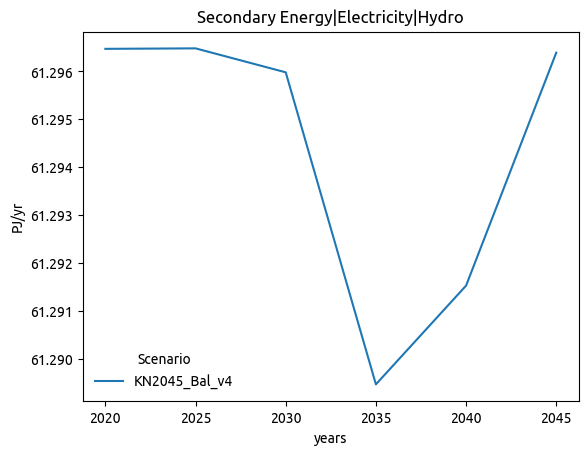 Secondary Energy|Electricity|Hydro
61.296
61.295
61.294
61.293
61.292
61.291
61.290
PJ/yr
Scenario
KN2045_Bal_v4
2020 2025 2030 2035 2040 2045
years